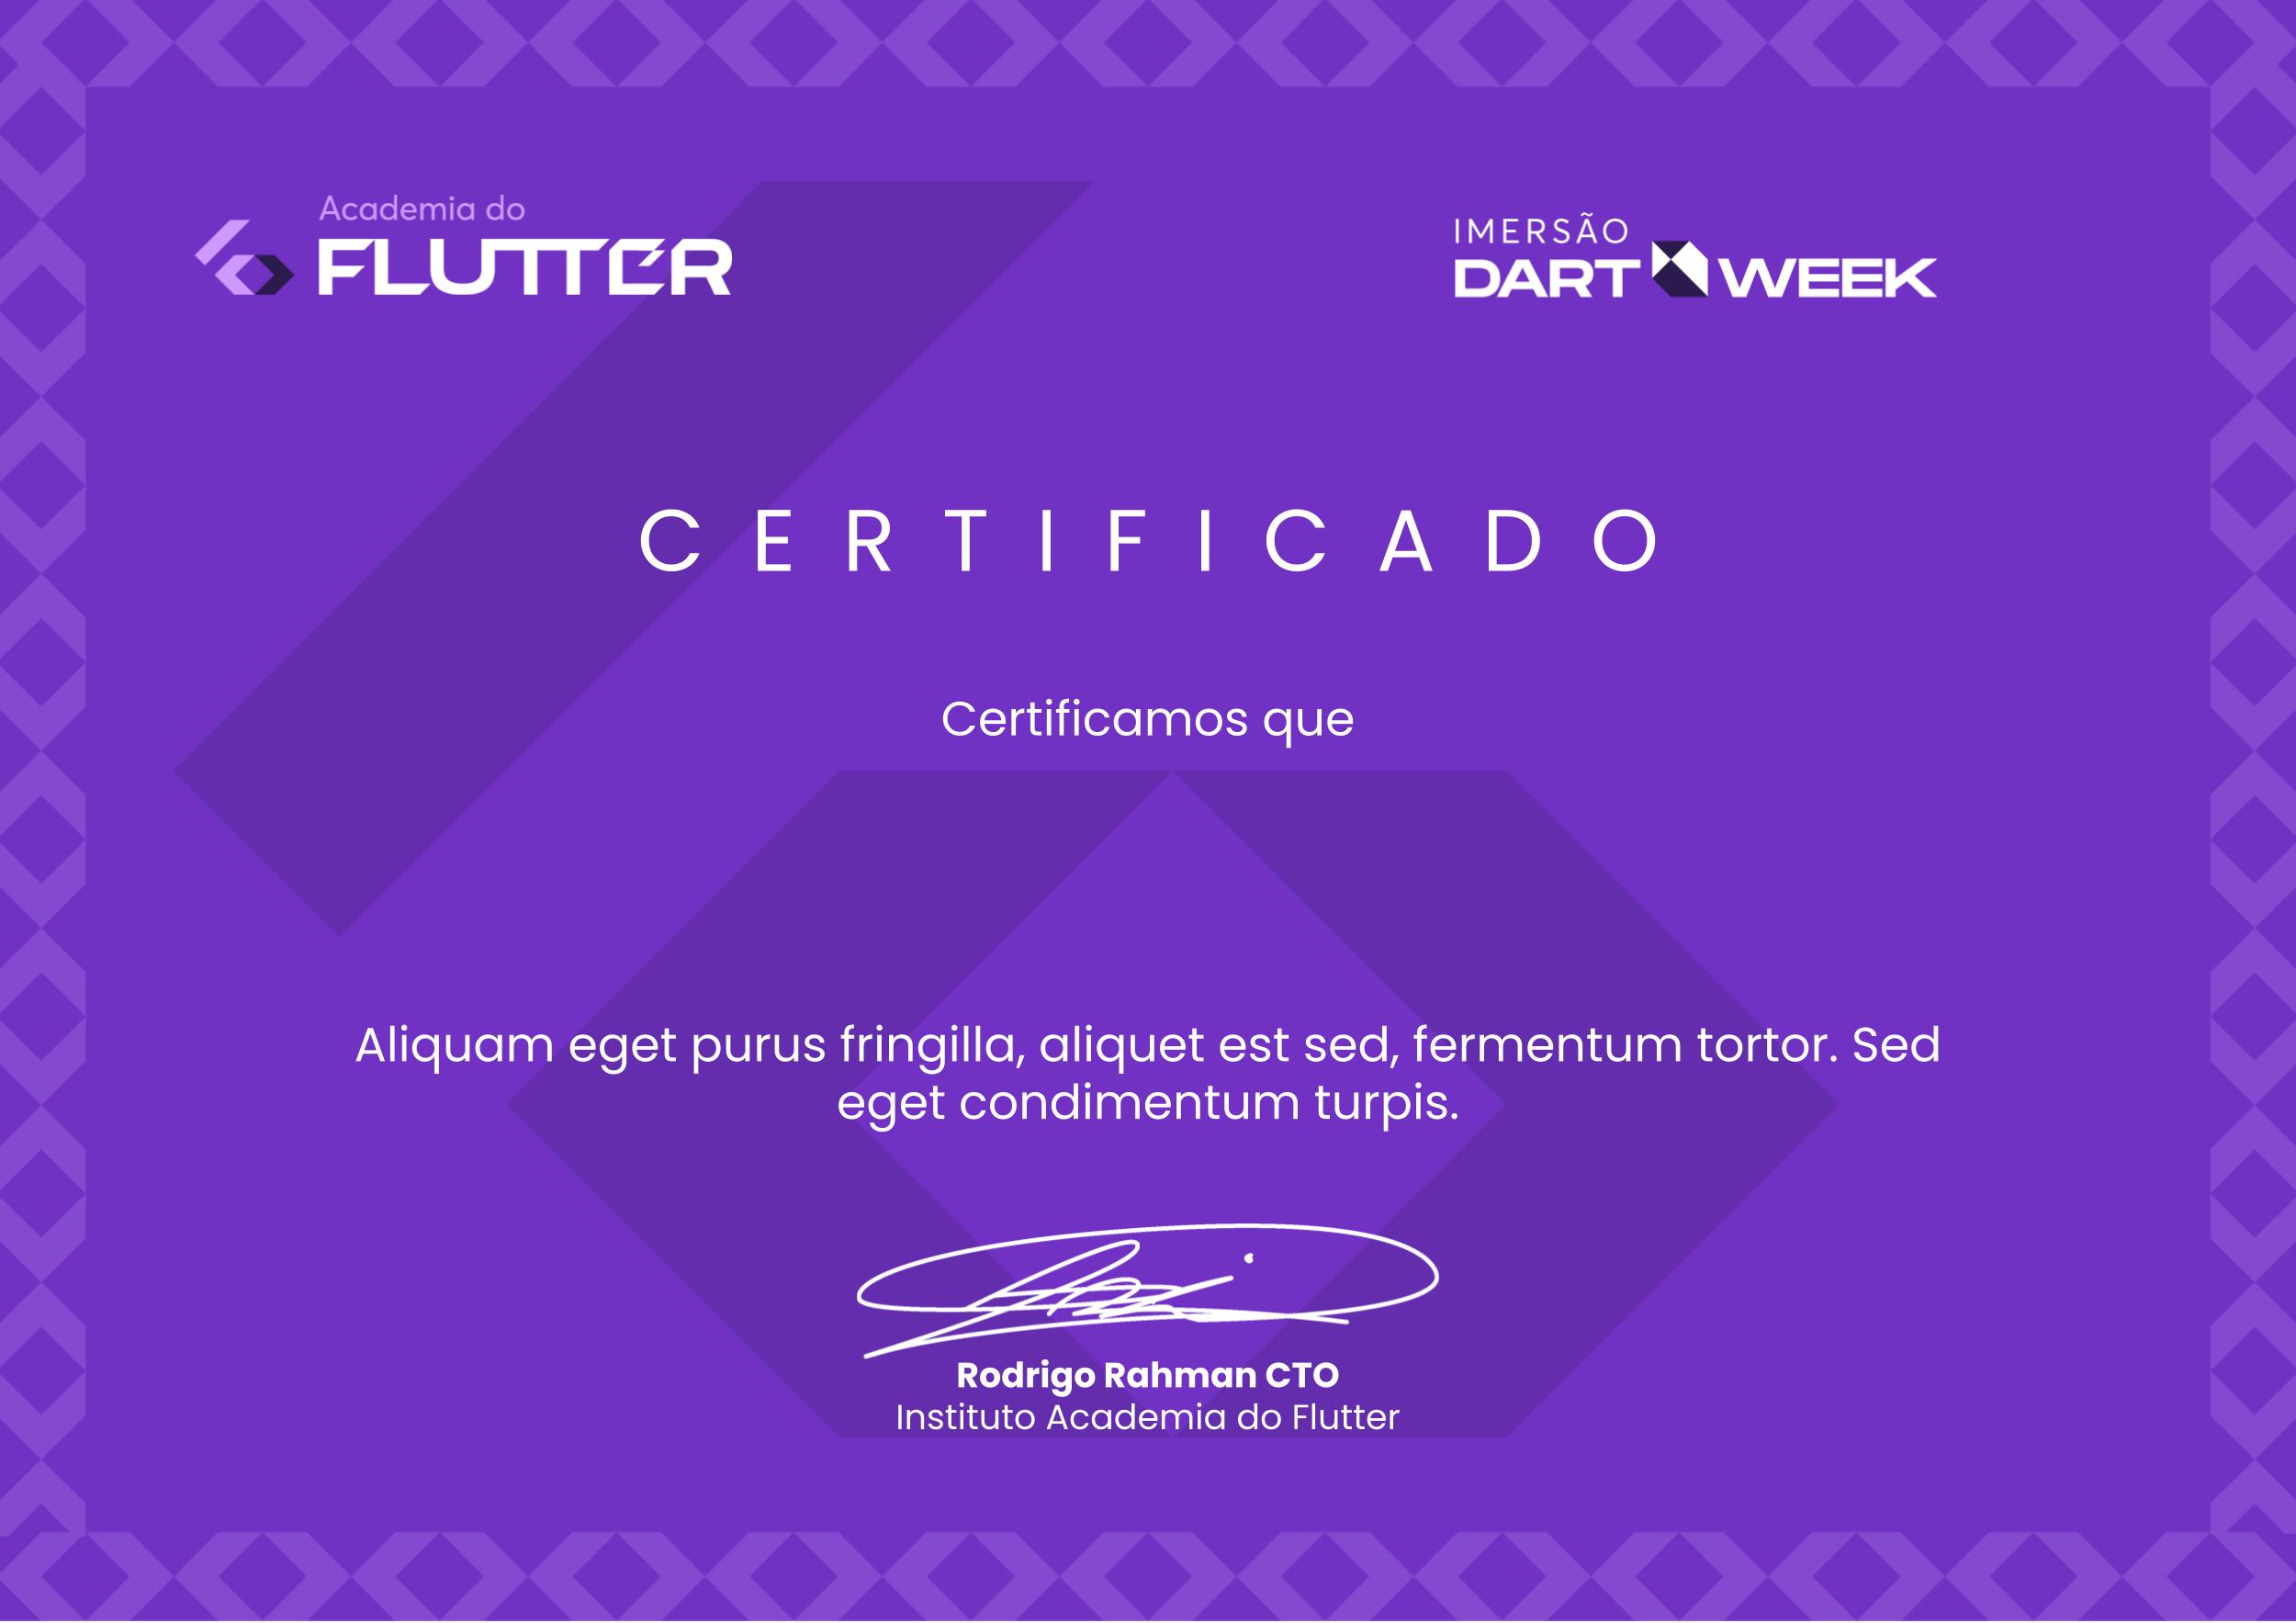 Academia do
FLUTTER
IMERSÃO
DART WEEK
CERTIFICADO
Certificamos que
Aliquam eget purus fringilla, aliquet est sed, fermentum tortor. Sed
eget condimentum turpis.
Rodrigo Rahman CTO
Instituto Academia do Flutter